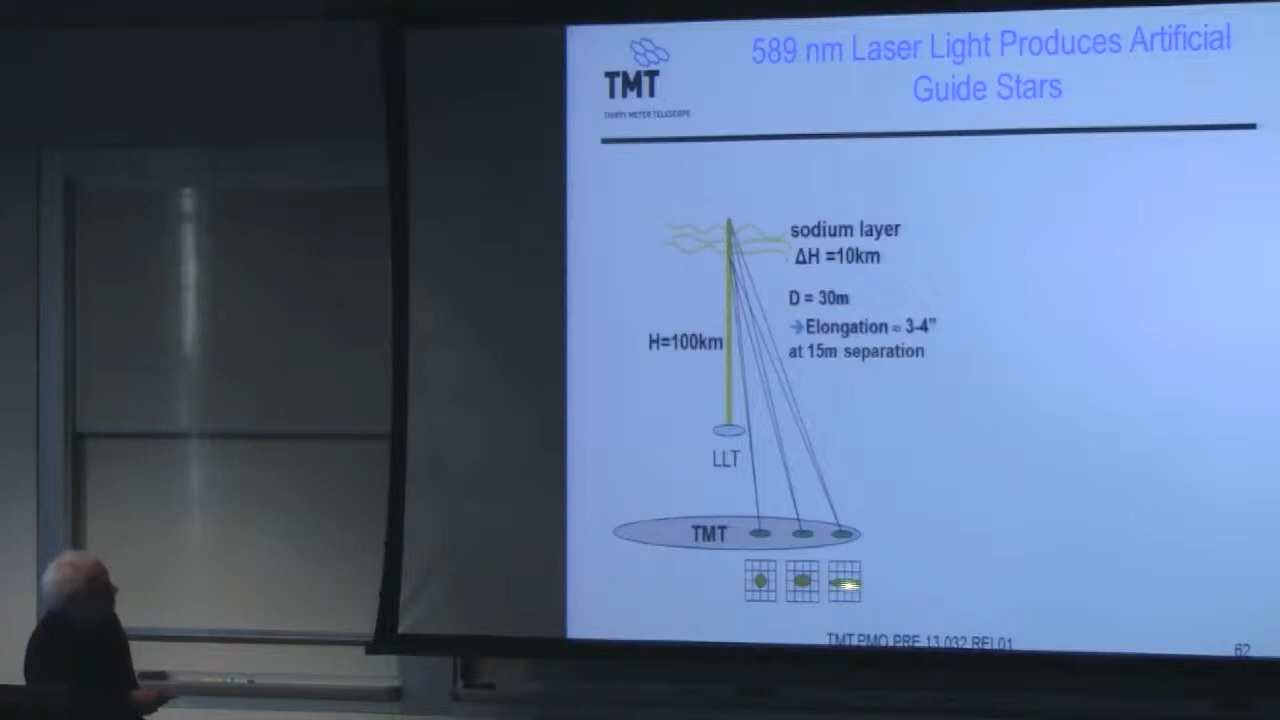 TMT
THIRTY METER TELESCOPE
589 nm Laser Light Produces Artificial
Guide Stars
sodium layer
ΔH =10km
D = 30m
➔Elongation ≈ 3-4”
at 15m separation
H=100km
LLT
TMT
TMT.PMO.PRE.13.032.REL01
62